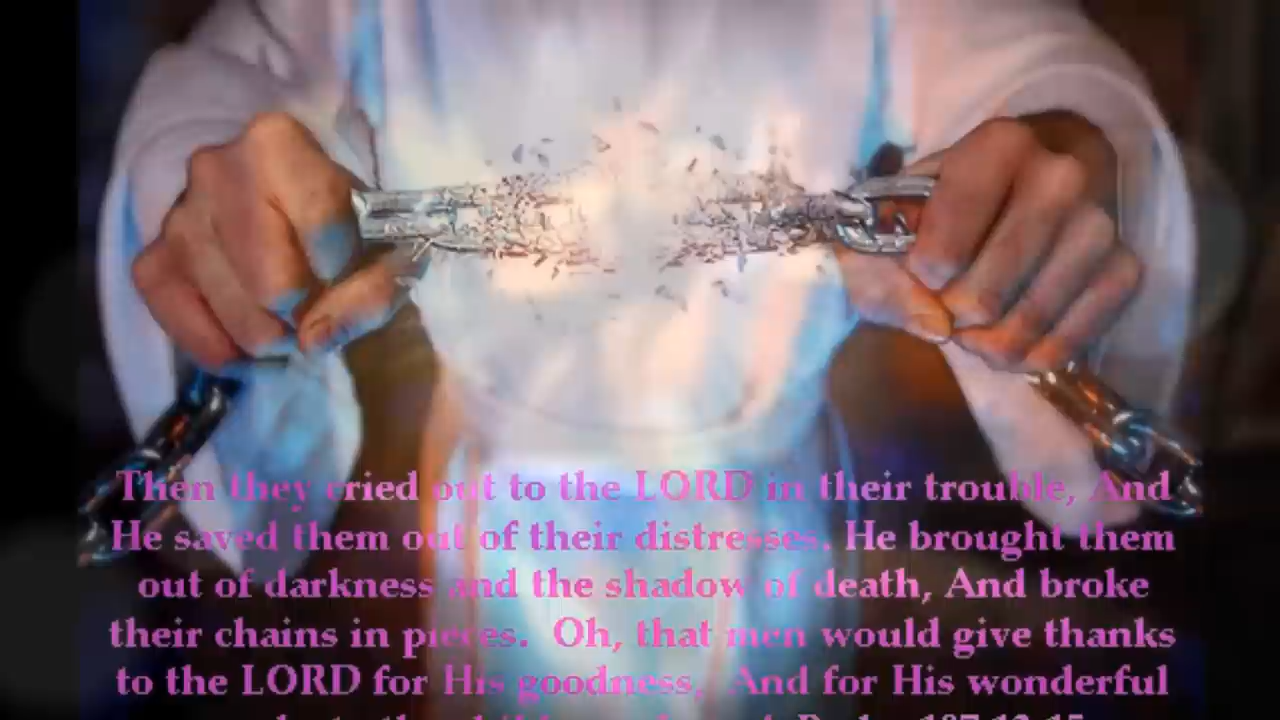 Then they cried out to the LORD in their trouble, And
He saved them out of their distresses. He brought them
out of darkness and the shadow of death, And broke
their chains in pieces. Oh, that men would give thanks
to the LORD for His goodness, And for His wonderful